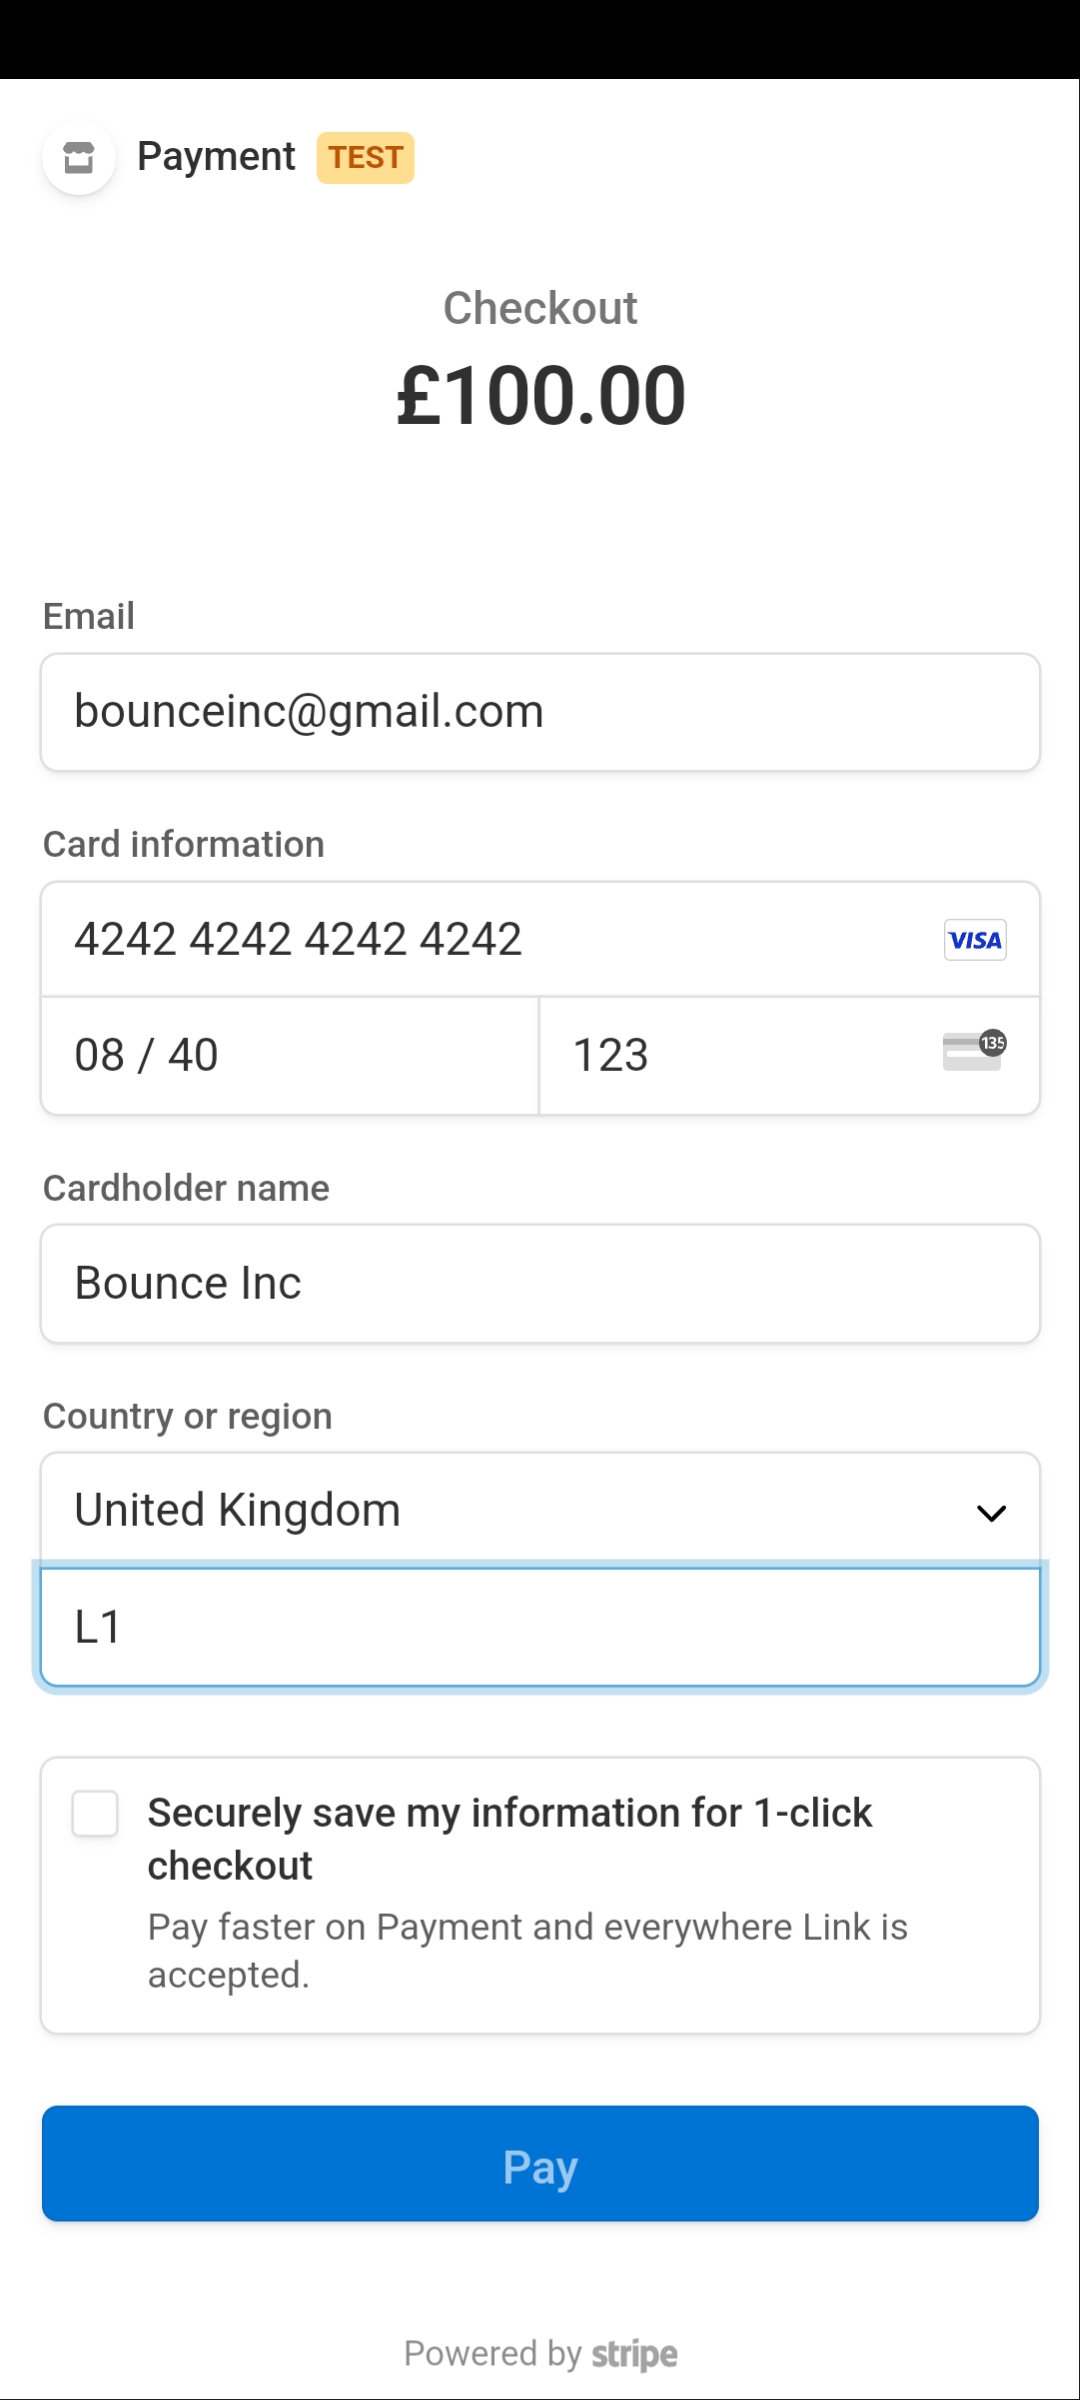 Payment TEST
Checkout
£100.00
Email
bounceinc@gmail.com
Card information
4242 4242 4242 4242 VISA
08 / 40 123 135
Cardholder name
Bounce Inc
Country or region
United Kingdom
L1
Securely save my information for 1-click
checkout
Pay faster on Payment and everywhere Link is
accepted.
Pay
Powered by stripe